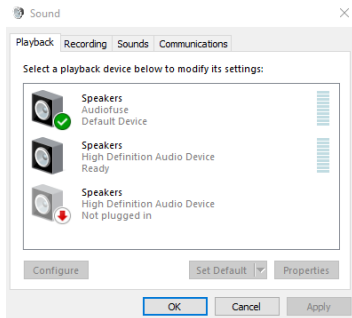 Sound
Playback Recording Sounds Communications
Select a playback device below to modify its settings:
Speakers
Audiofuse
Default Device
Speakers
High Definition Audio Device
Ready
Speakers
High Definition Audio Device
Not plugged in
Configure Set Default Properties
OK Cancel Apply